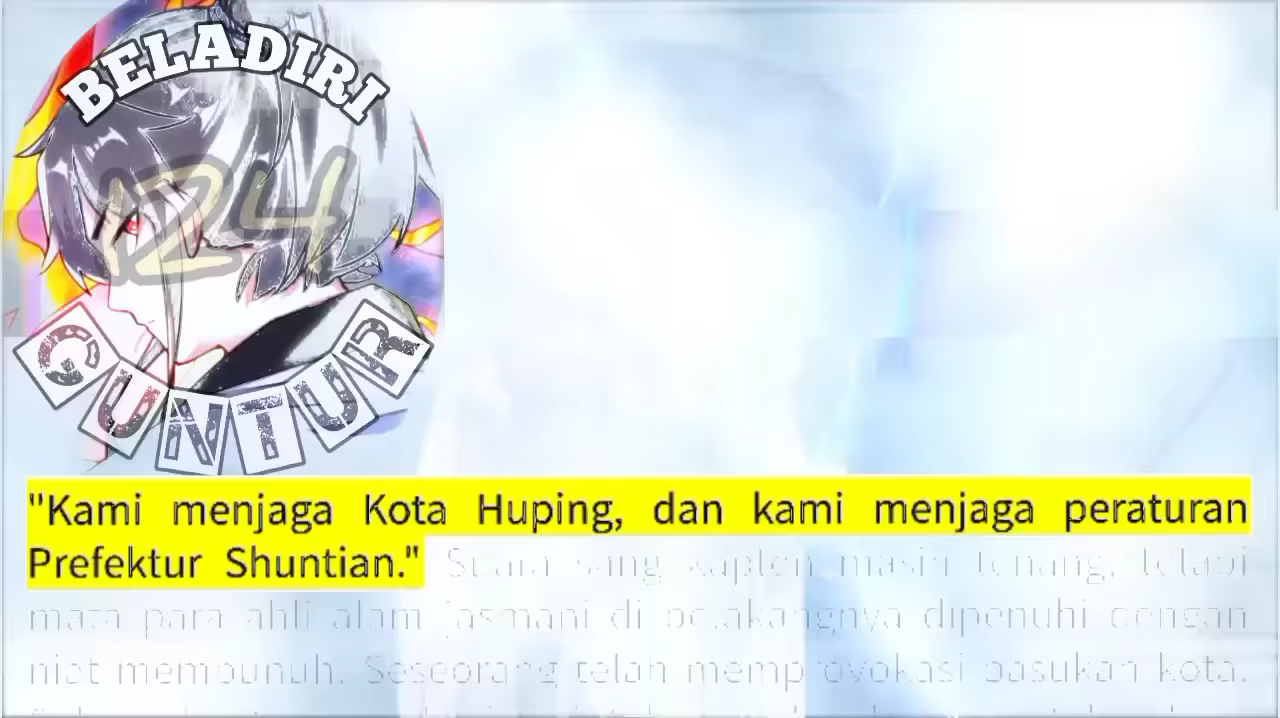 BELADIRI
124
GUNTUR
"Kami menjaga Kota Huping, dan kami menjaga peraturan
Prefektur Shuntian." Suara sang kapten masih tenang, tetapi
mata para ahli alam jasmani di belakangnya dipenuhi dengan
niat membunuh. Seseorang telah memprovokasi pasukan kota.